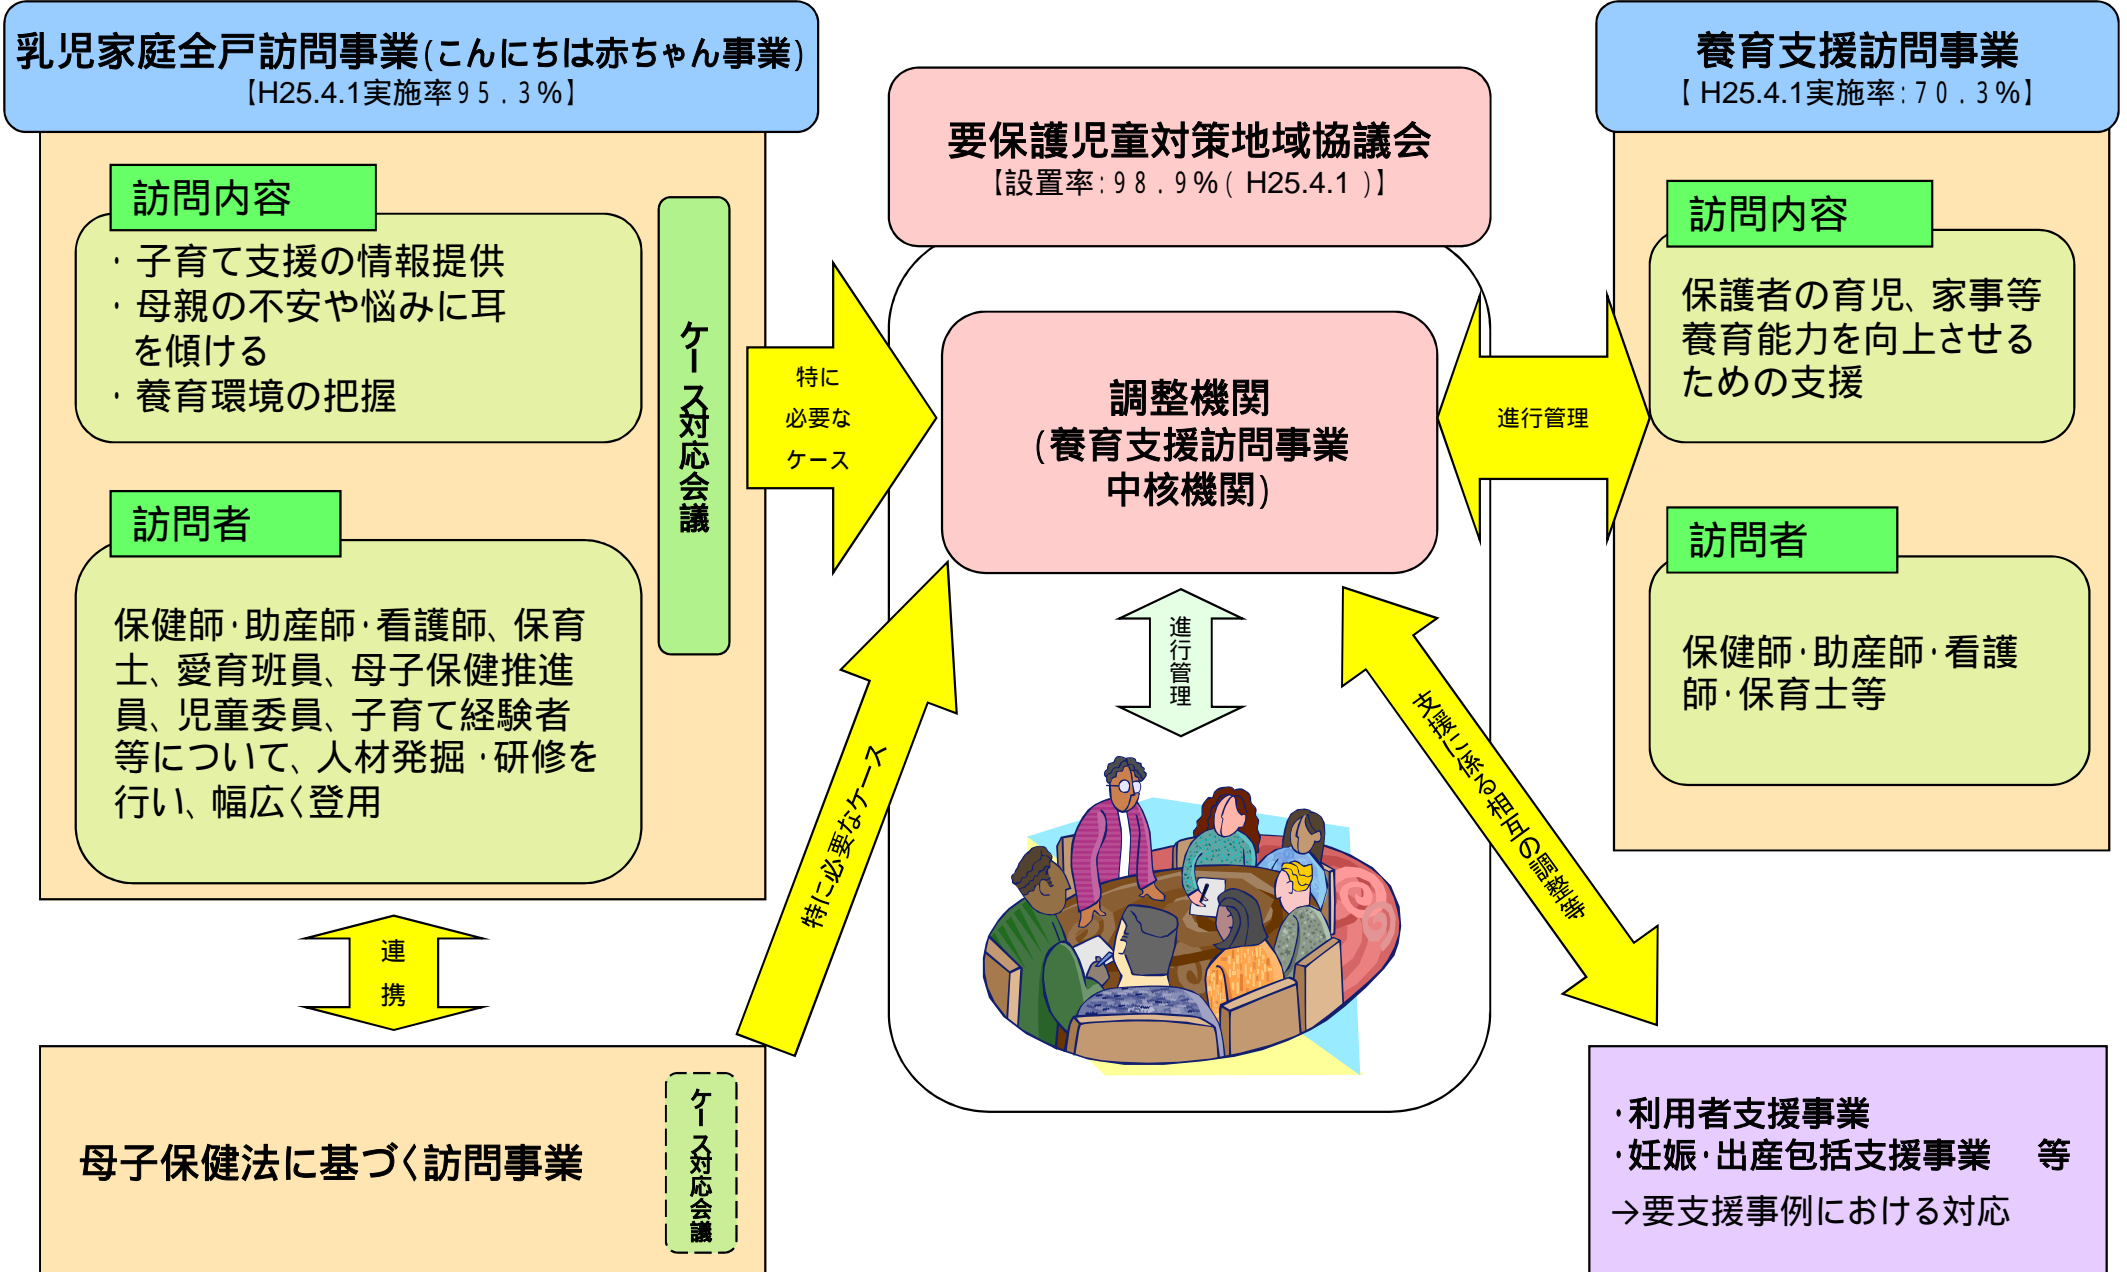 乳児家庭全戸訪問事業(こんにちは赤ちゃん事業)
【H25.4.1実施率95．3%】
訪問内容
・子育て支援の情報提供
・母親の不安や悩みに耳
を傾ける
・養育環境の把握
訪問者
保健師・助産師・看護師、保育
士、愛育班員、母子保健推進
員、児童委員、子育て経験者
等について、人材発掘・研修を
行い、幅広く登用
ケース対応会議
連
携
母子保健法に基づく訪問事業
ケース対応会議
特に
必要な
ケース
特に必要なケース
要保護児童対策地域協議会
【設置率：98．9%( H25.4.1 )】
調整機関
(養育支援訪問事業
中核機関)
進行管理
進行管理
支援に係る相互の調整等
養育支援訪問事業
【 H25.4.1実施率：70．3%】
訪問内容
保護者の育児、家事等
養育能力を向上させる
ための支援
訪問者
保健師・助産師・看護
師・保育士等
・利用者支援事業
・妊娠・出産包括支援事業　等
→要支援事例における対応